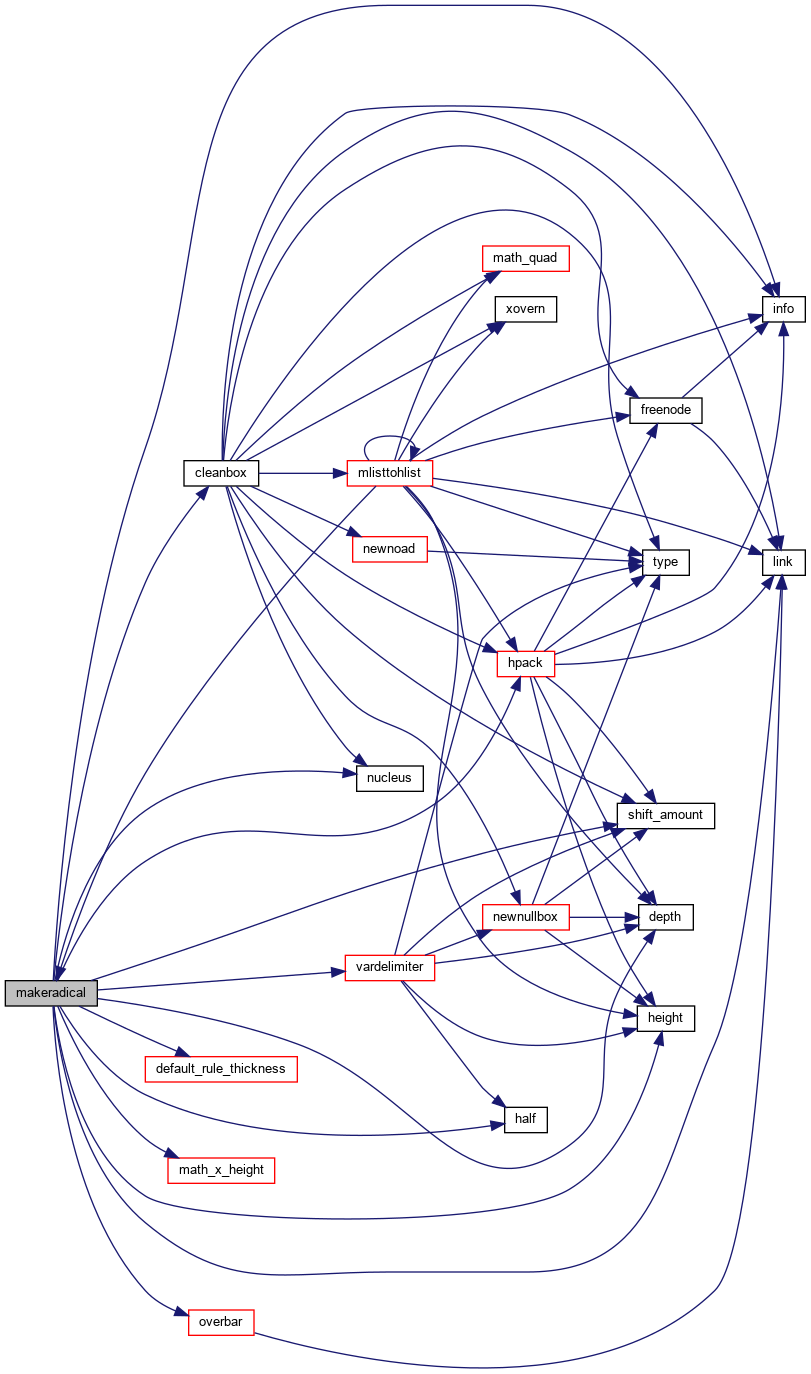 math_quad
xovern
info
freenode
cleanbox
mlisttohlist
newnoad
type
link
hpack
nucleus
shift_amount
newnullbox
depth
vardelimiter
makeradical
height
default_rule_thickness
half
math_x_height
overbar